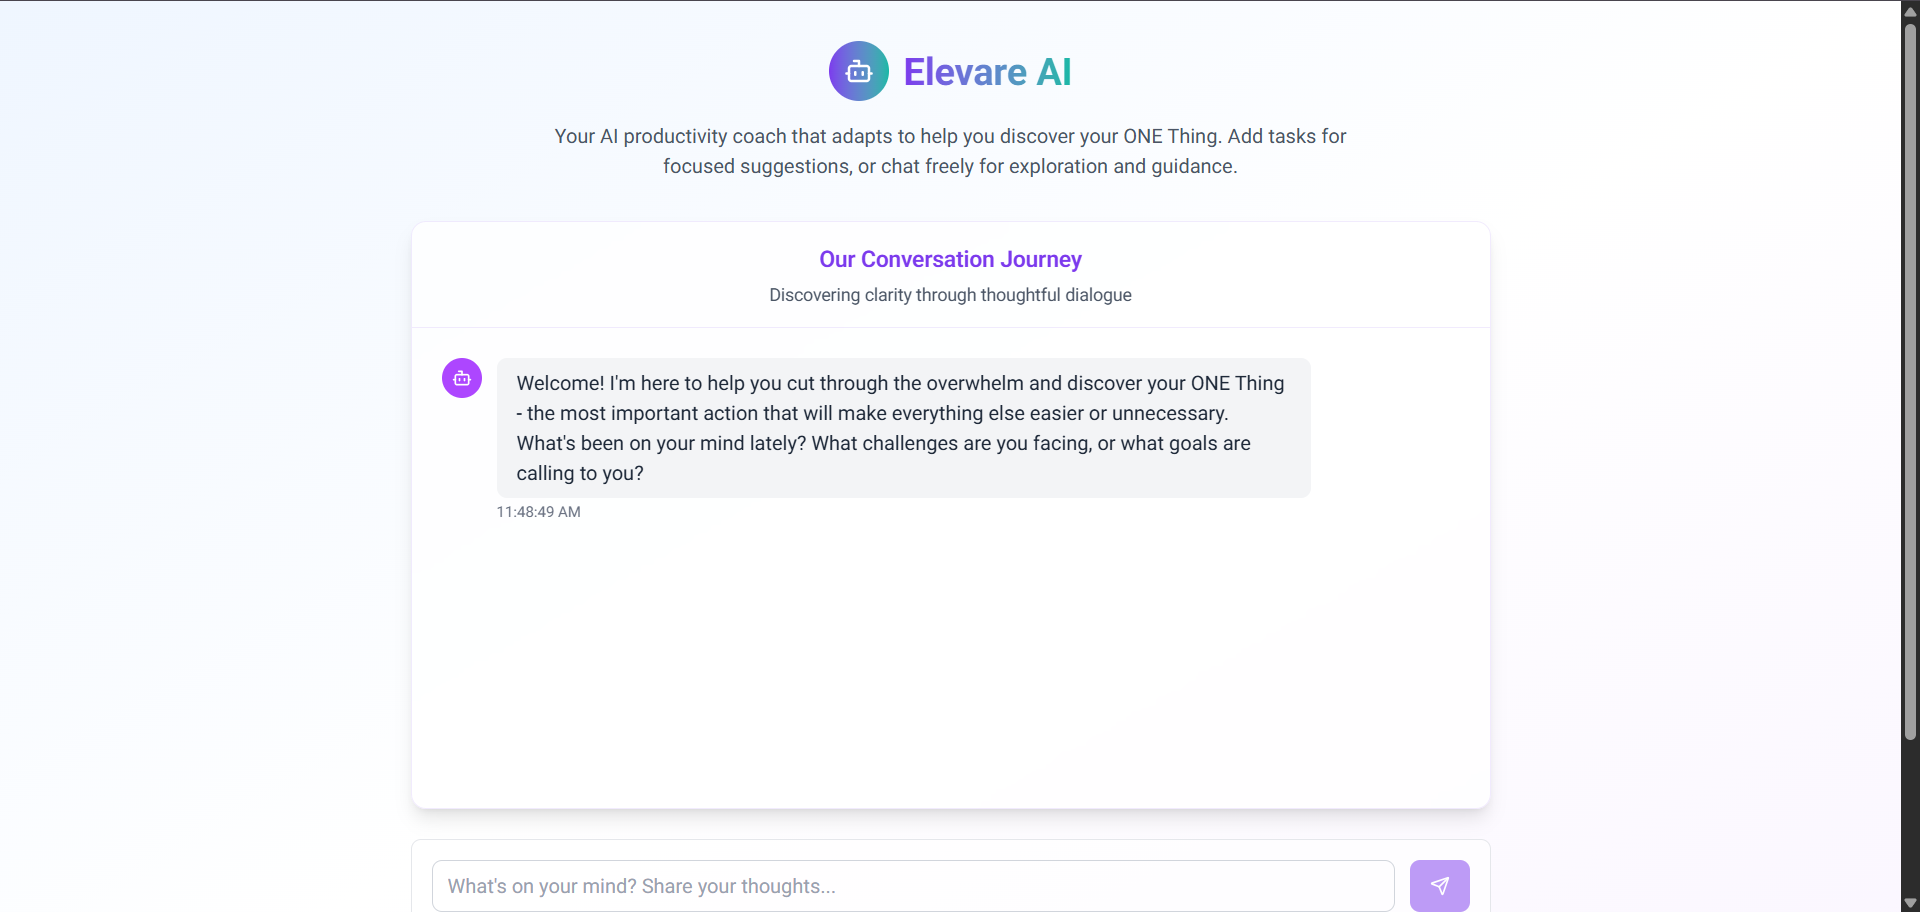 Elevare AI
Your AI productivity coach that adapts to help you discover your ONE Thing. Add tasks for
focused suggestions, or chat freely for exploration and guidance.
Our Conversation Journey
Discovering clarity through thoughtful dialogue
Welcome! I'm here to help you cut through the overwhelm and discover your ONE Thing
- the most important action that will make everything else easier or unnecessary.
What's been on your mind lately? What challenges are you facing, or what goals are
calling to you?
11:48:49 AM
What's on your mind? Share your thoughts...